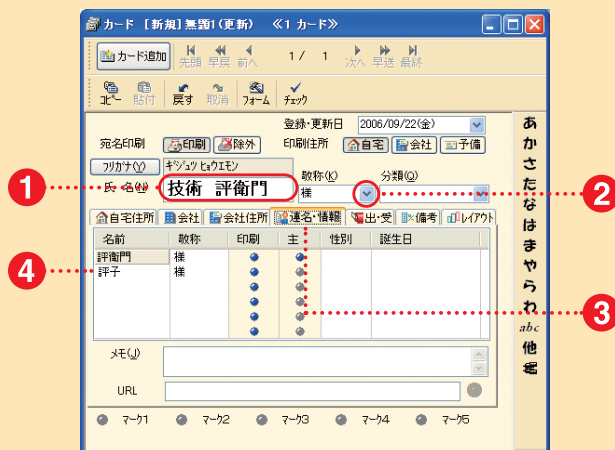 カード [新規]無題1(更新) ≪1 カード≫
カード追加 先頭 早戻 前へ 1 / 1 次へ 早送 最終
コピー 貼付 戻す 取消 フォーム チェック
登録・更新日 2006/09/22(金)
宛名印刷 印刷 除外 印刷住所 自宅 会社 予備
フリガナ(Y) ギジュツ ヒョウエモン 敬称(K) 分類(Q)
1 氏 名(N) 技術 評衛門 様 2
自宅住所 会社 会社住所 連名・情報 出・受 備考 レイアウト
名前 敬称 印刷 主 性別 誕生日
評衛門 様
4 評子 様
3
メモ(J)
URL
マーク1 マーク2 マーク3 マーク4 マーク5
あ
か
さ
た
な
は
ま
や
ら
わ
abc
他